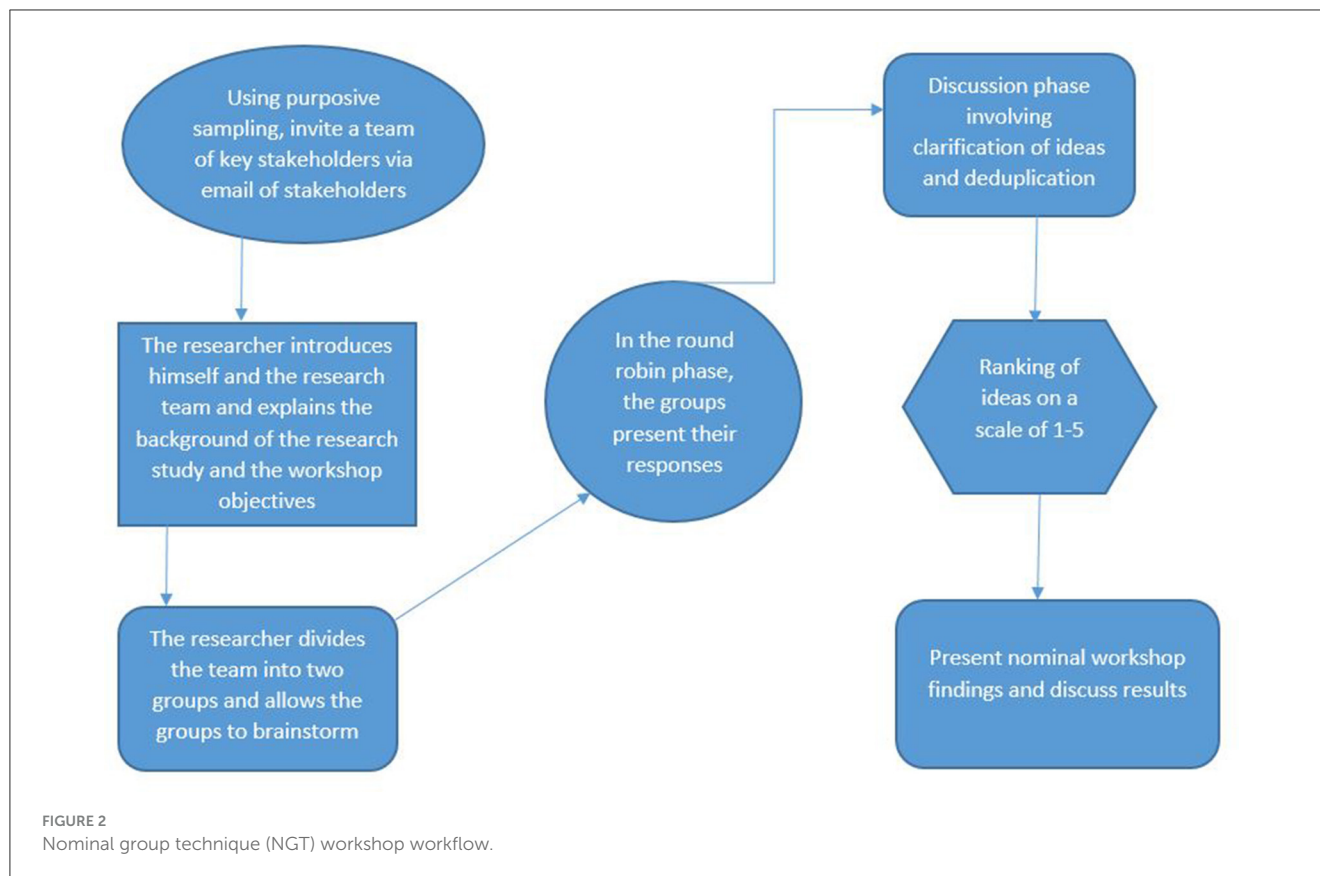 Using purposive
sampling, invite a team
of key stakeholders via
email of stakeholders
The researcher introduces
himself and the research
team and explains the
background of the research
study and the workshop
objectives
The researcher divides
the team into two
groups and allows the
groups to brainstorm
In the round
robin phase,
the groups
present their
responses
Discussion phase
involving
clarification of ideas
and deduplication
Ranking of
ideas on a
scale of 1-5
Present nominal workshop
findings and discuss results
FIGURE 2
Nominal group technique (NGT) workshop workflow.